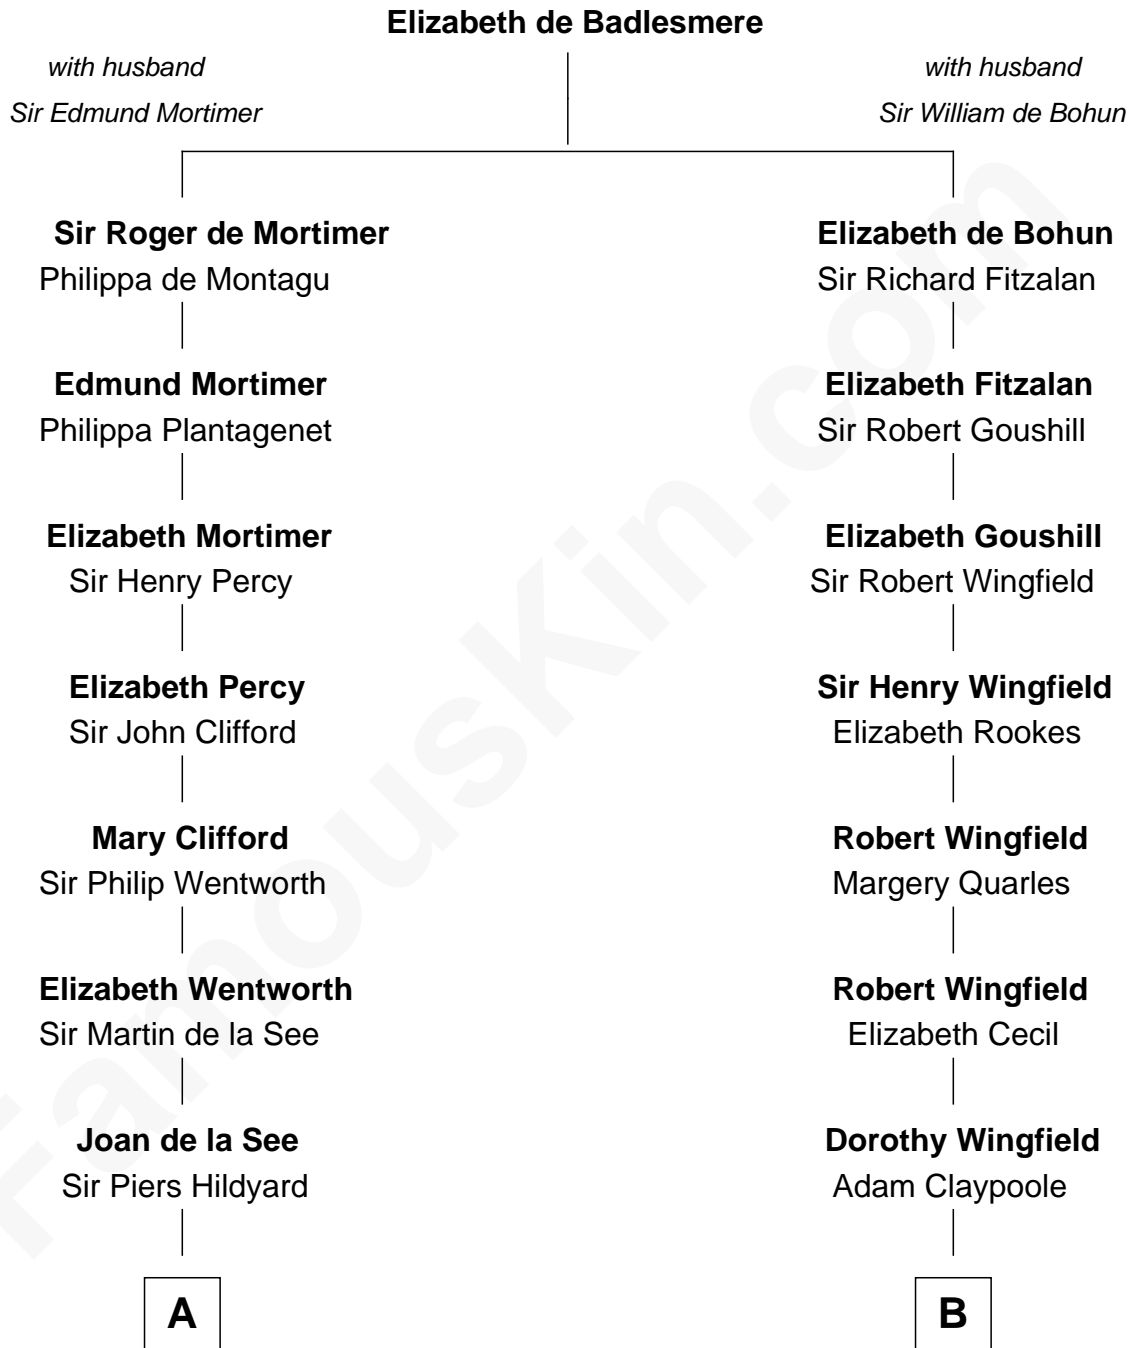 Elizabeth de Badlesmere
with husband
Sir Edmund Mortimer
with husband
Sir William de Bohun
Sir Roger de Mortimer
Philippa de Montagu
Edmund Mortimer
Philippa Plantagenet
Elizabeth Mortimer
Sir Henry Percy
Elizabeth Percy
Sir John Clifford
Mary Clifford
Sir Philip Wentworth
Elizabeth Wentworth
Sir Martin de la See
Joan de la See
Sir Piers Hildyard
A
Elizabeth de Bohun
Sir Richard Fitzalan
Elizabeth Fitzalan
Sir Robert Goushill
Elizabeth Goushill
Sir Robert Wingfield
Sir Henry Wingfield
Elizabeth Rookes
Robert Wingfield
Margery Quarles
Robert Wingfield
Elizabeth Cecil
Dorothy Wingfield
Adam Claypoole
B
FamousKin.com